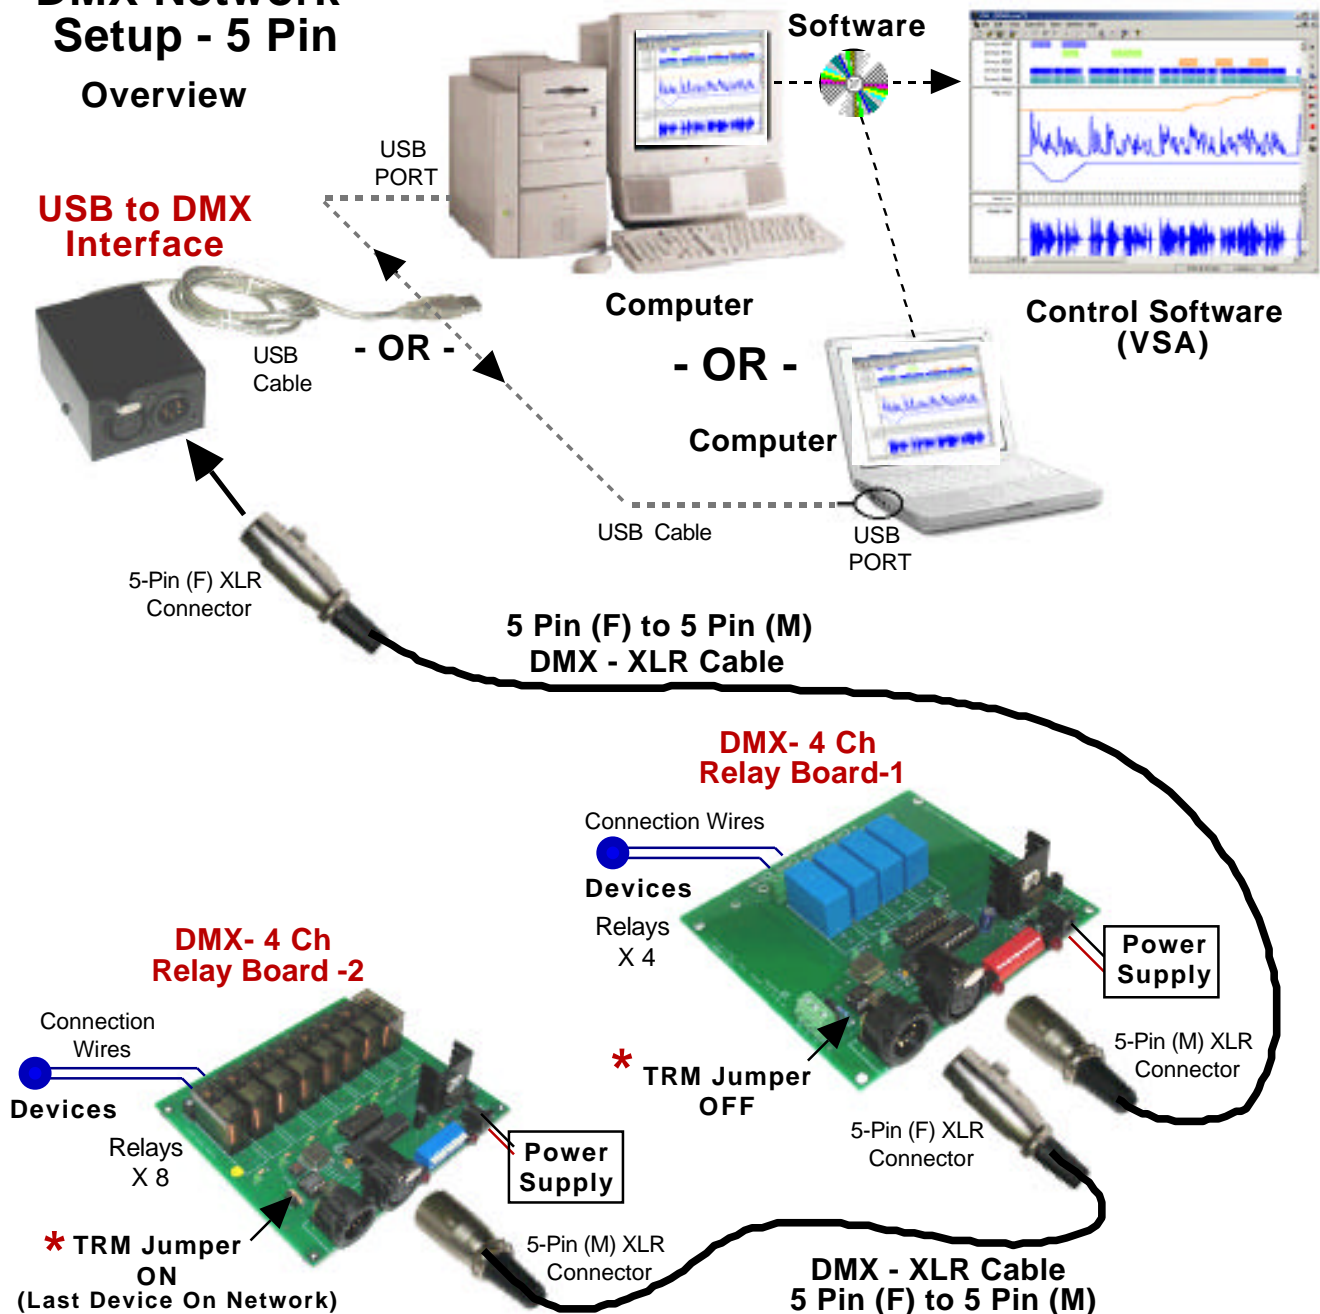 DMX Network
Setup - 5 Pin
Overview
Software
USB
PORT
USB to DMX
Interface
Computer
Control Software
(VSA)
USB
Cable
- OR -
- OR -
Computer
USB Cable
USB
PORT
5-Pin (F) XLR
Connector
5 Pin (F) to 5 Pin (M)
DMX - XLR Cable
DMX- 4 Ch
Relay Board-1
Connection Wires
Devices
Relays
X 4
Power
Supply
DMX- 4 Ch
Relay Board -2
Connection
Wires
Devices
Relays
X 8
* TRM Jumper
OFF
5-Pin (M) XLR
Connector
5-Pin (F) XLR
Connector
Power
Supply
* TRM Jumper
ON
(Last Device On Network)
5-Pin (M) XLR
Connector
DMX - XLR Cable
5 Pin (F) to 5 Pin (M)